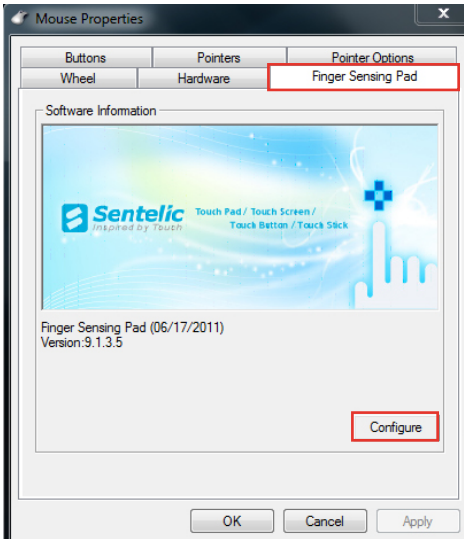 Mouse Properties
x
Buttons Pointers Pointer Options
Wheel Hardware Finger Sensing Pad
Software Information
Sentelic Touch Pad / Touch Screen /
Inspired by Touch Touch Button / Touch Stick
Finger Sensing Pad (06/17/2011)
Version:9.1.3.5
Configure
OK Cancel Apply